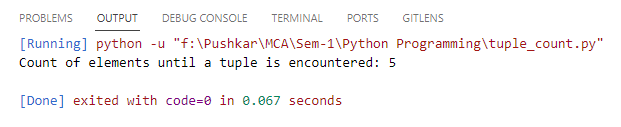 PROBLEMS OUTPUT DEBUG CONSOLE TERMINAL PORTS GITLENS
[Running] python -u "f:\Pushkar\MCA\Sem-1\Python Programming\tuple_count.py"
Count of elements until a tuple is encountered: 5
[Done] exited with code=0 in 0.067 seconds